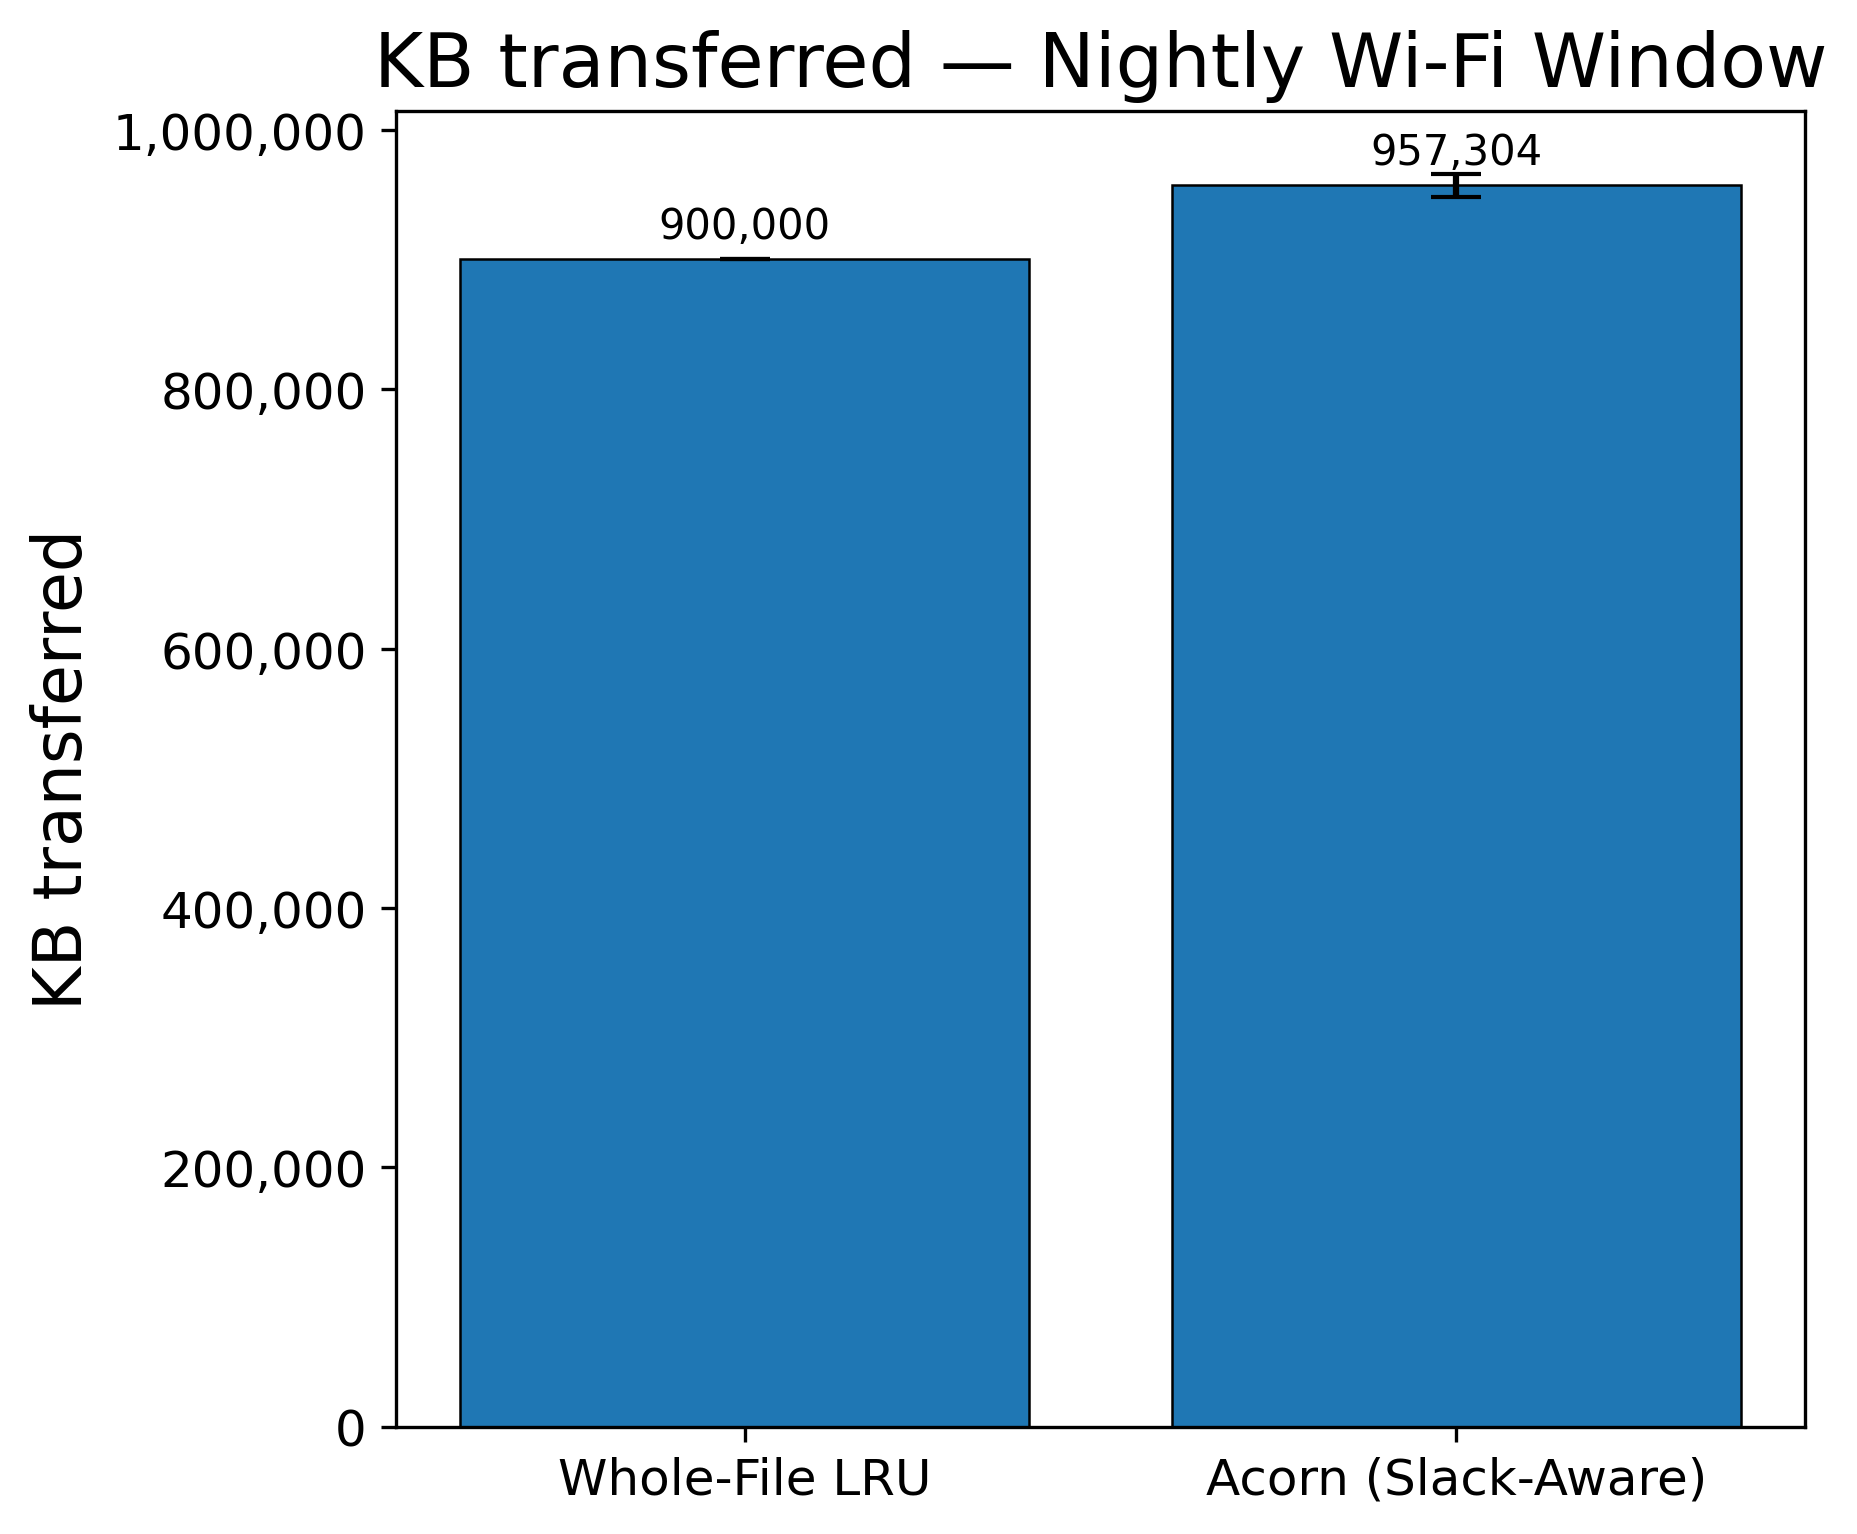 KB transferred — Nightly Wi-Fi Window
KB transferred
1,000,000
800,000
600,000
400,000
200,000
0
900,000
957,304
Whole-File LRU
Acorn (Slack-Aware)